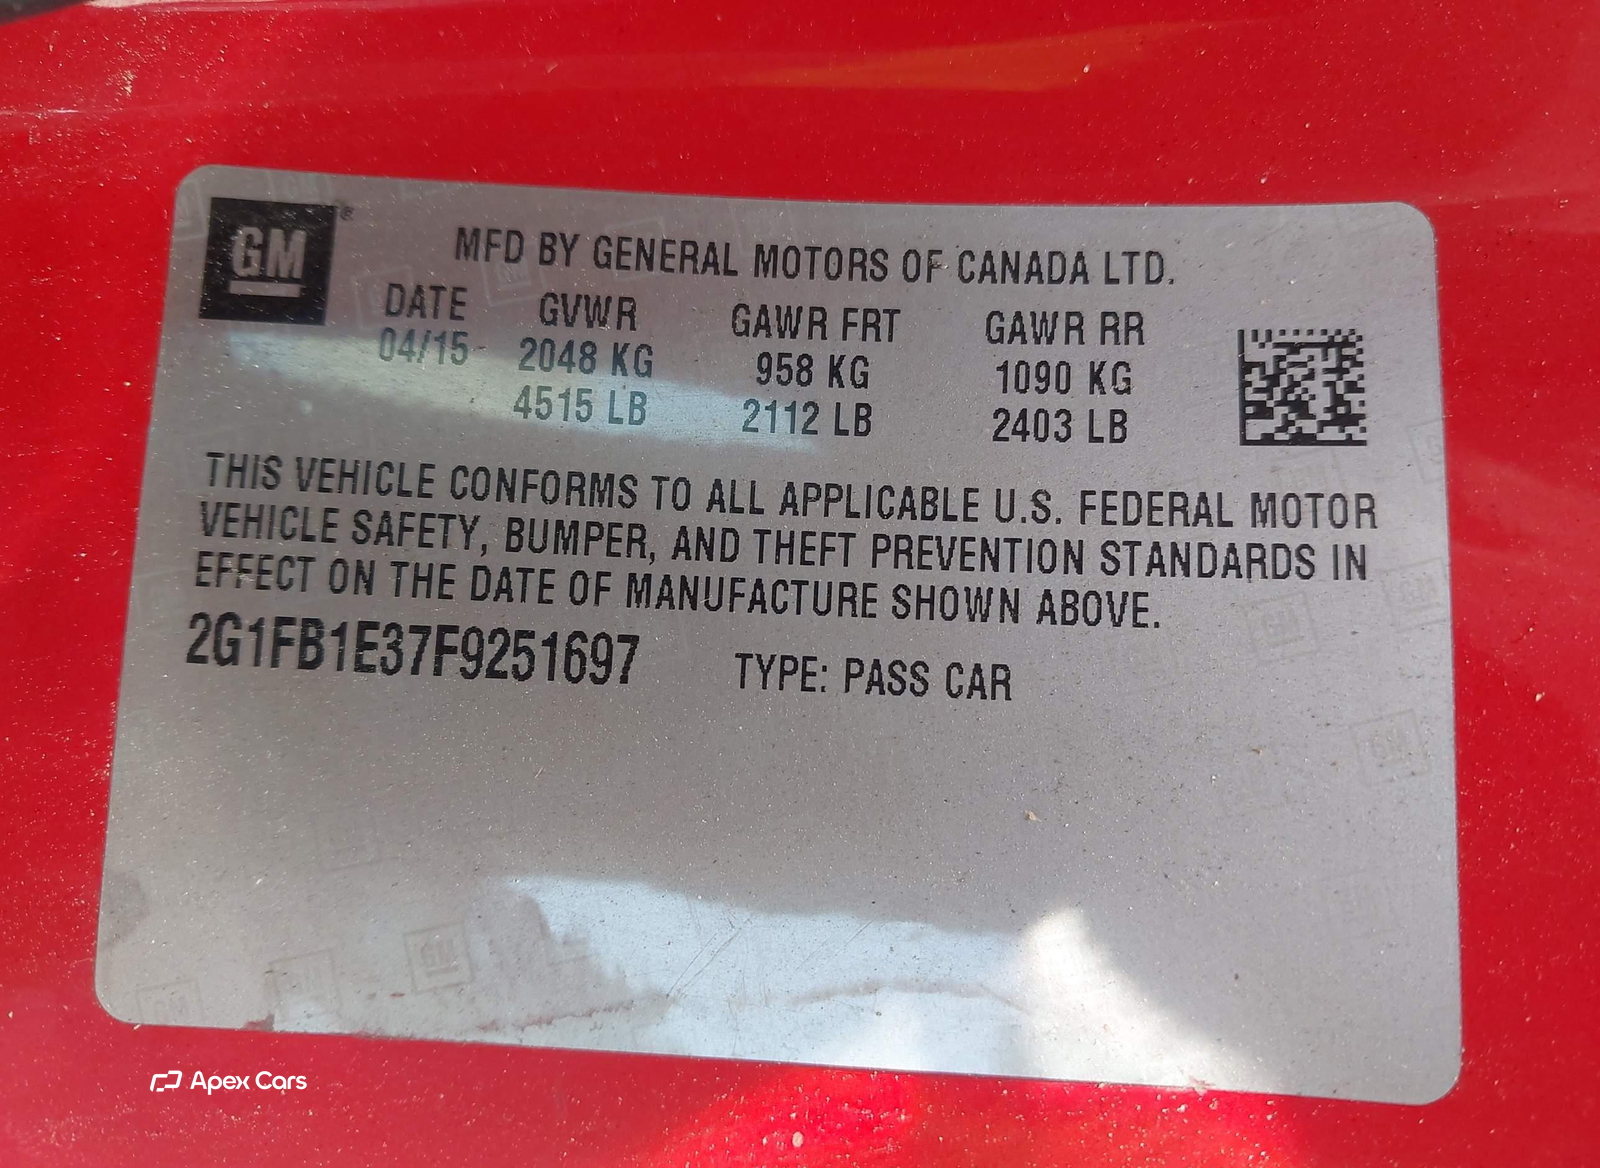 GM®
MFD BY GENERAL MOTORS OF CANADA LTD.
DATE GVWR GAWR FRT GAWR RR
04/15 2048 KG 958 KG 1090 KG
4515 LB 2112 LB 2403 LB
THIS VEHICLE CONFORMS TO ALL APPLICABLE U.S. FEDERAL MOTOR
VEHICLE SAFETY, BUMPER, AND THEFT PREVENTION STANDARDS IN
EFFECT ON THE DATE OF MANUFACTURE SHOWN ABOVE.
2G1FB1E37F9251697 TYPE: PASS CAR
Apex Cars